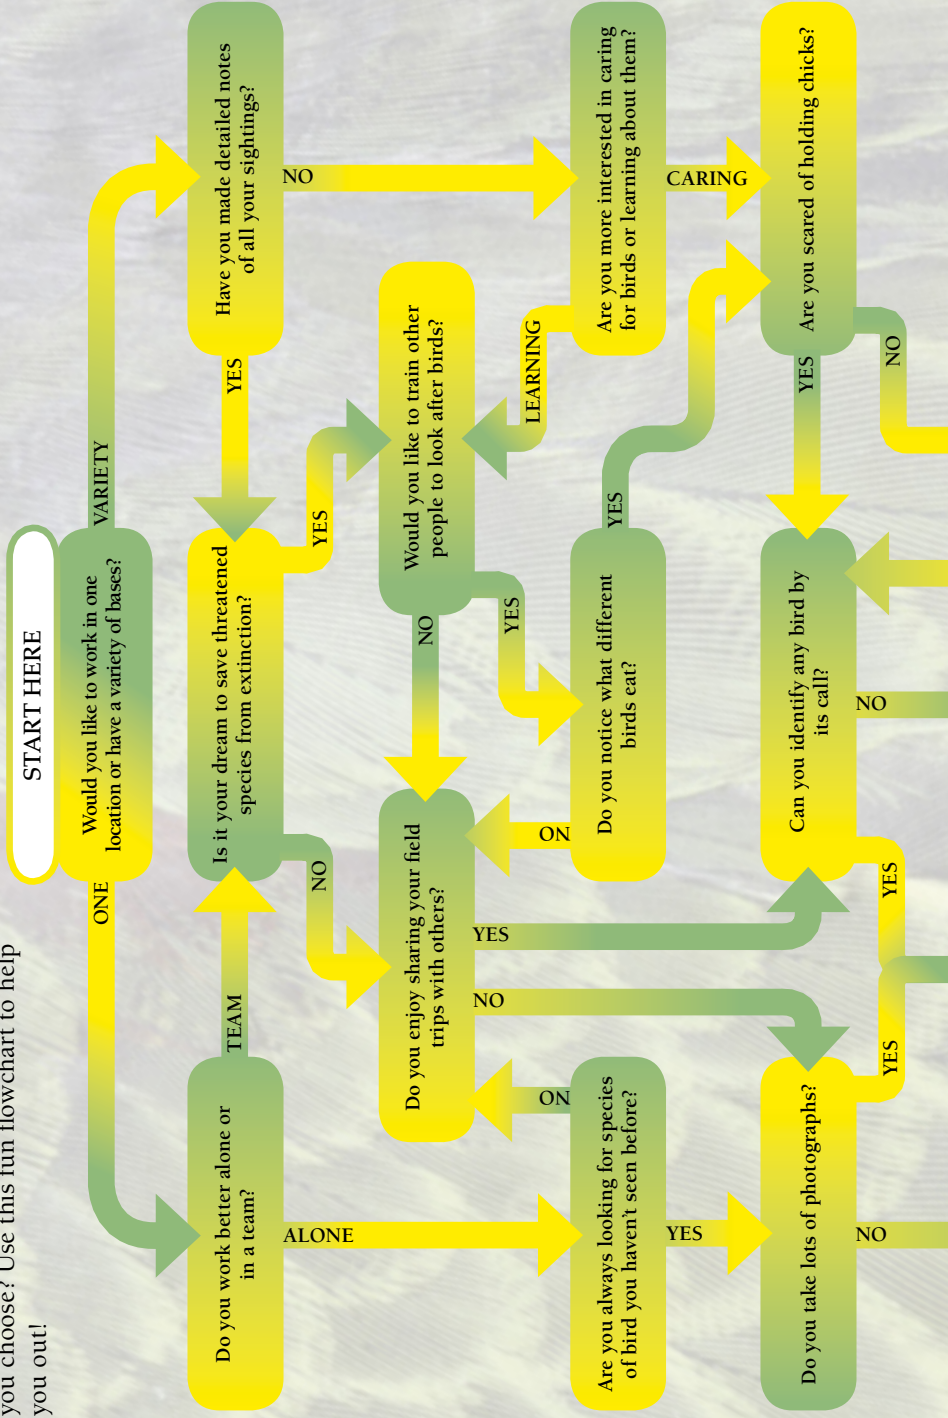 you choose? Use this fun flowchart to help
you out!
START HERE
Would you like to work in one
location or have a variety of bases?
ONE
VARIETY
Do you work better alone or
in a team?
TEAM
Is it your dream to save threatened
species from extinction?
YES
Have you made detailed notes
of all your sightings?
ALONE
NO
YES
NO
Do you enjoy sharing your field
trips with others?
NO
Would you like to train other
people to look after birds?
YES
LEARNING
ON
ON
Are you always looking for species
of bird you haven't seen before?
Do you notice what different
birds eat?
YES
Are you more interested in caring
for birds or learning about them?
YES
NO
YES
CARING
Do you take lots of photographs?
Can you identify any bird by
its call?
YES
Are you scared of holding chicks?
NO
YES
YES
NO
NO